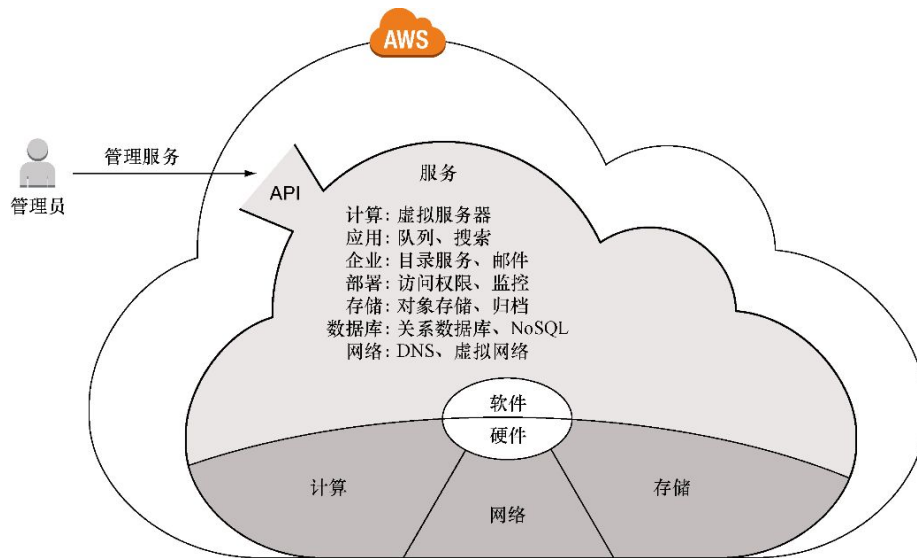 AWS
管理服务
管理员
API
服务
计算: 虚拟服务器
应用: 队列、搜索
企业: 目录服务、邮件
部署: 访问权限、监控
存储: 对象存储、归档
数据库: 关系数据库、NoSQL
网络: DNS、虚拟网络
软件
硬件
计算
网络
存储